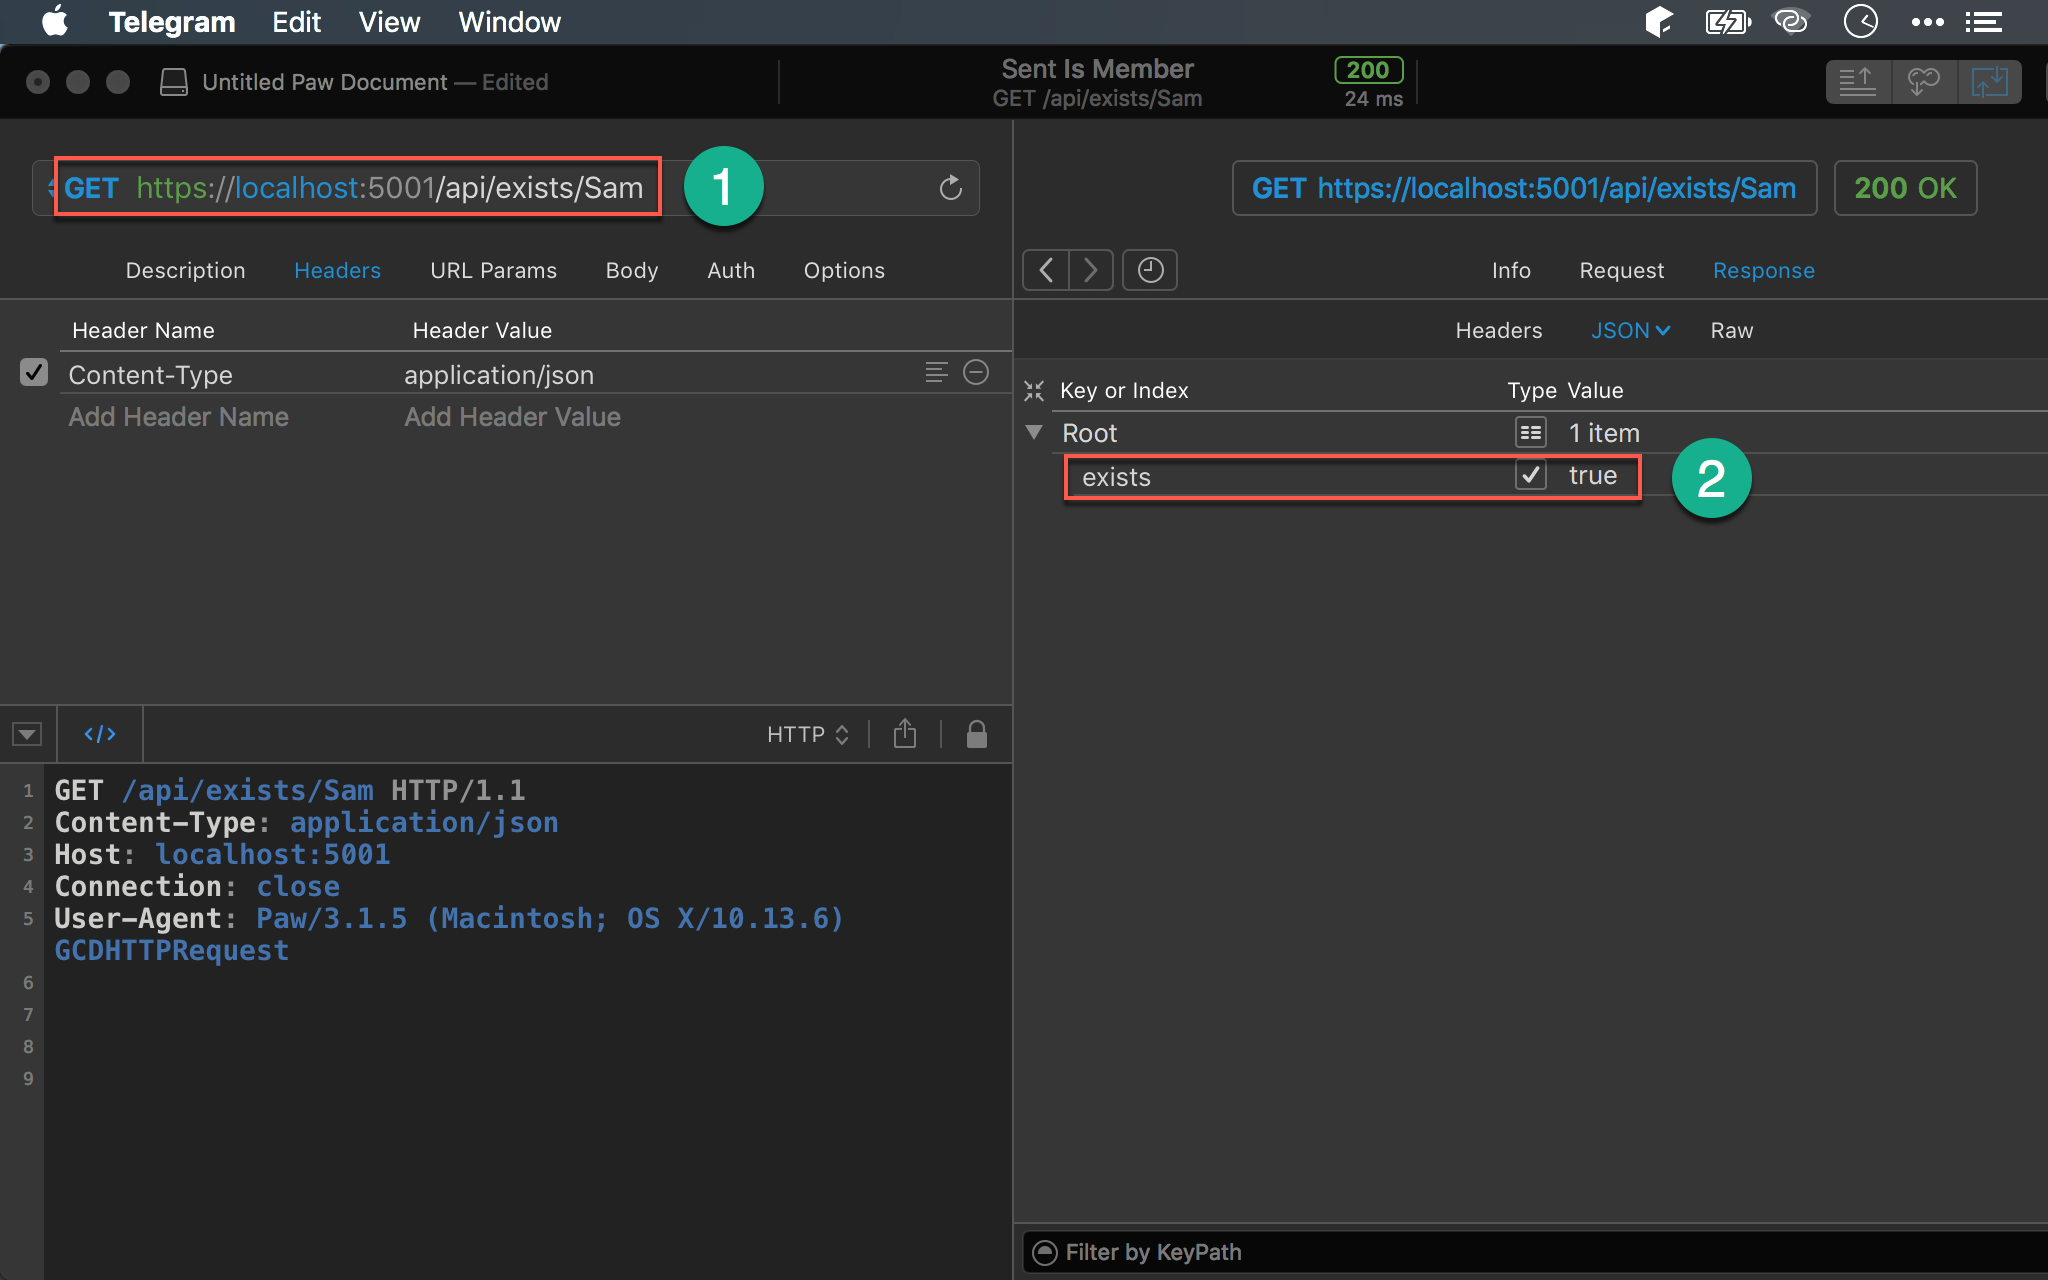 Telegram Edit View Window
Untitled Paw Document — Edited
Sent Is Member
GET /api/exists/Sam
200
24 ms
GET https://localhost:5001/api/exists/Sam
1
Description Headers URL Params Body Auth Options
Header Name Header Value
Content-Type application/json
Add Header Name Add Header Value
HTTP
1 GET /api/exists/Sam HTTP/1.1
2 Content-Type: application/json
3 Host: localhost:5001
4 Connection: close
5 User-Agent: Paw/3.1.5 (Macintosh; OS X/10.13.6)
GCDHTTPRequest
6
7
8
9
GET https://localhost:5001/api/exists/Sam
200 OK
Info Request Response
Headers JSON Raw
Key or Index Type Value
Root 1 item
exists true
2
Filter by KeyPath